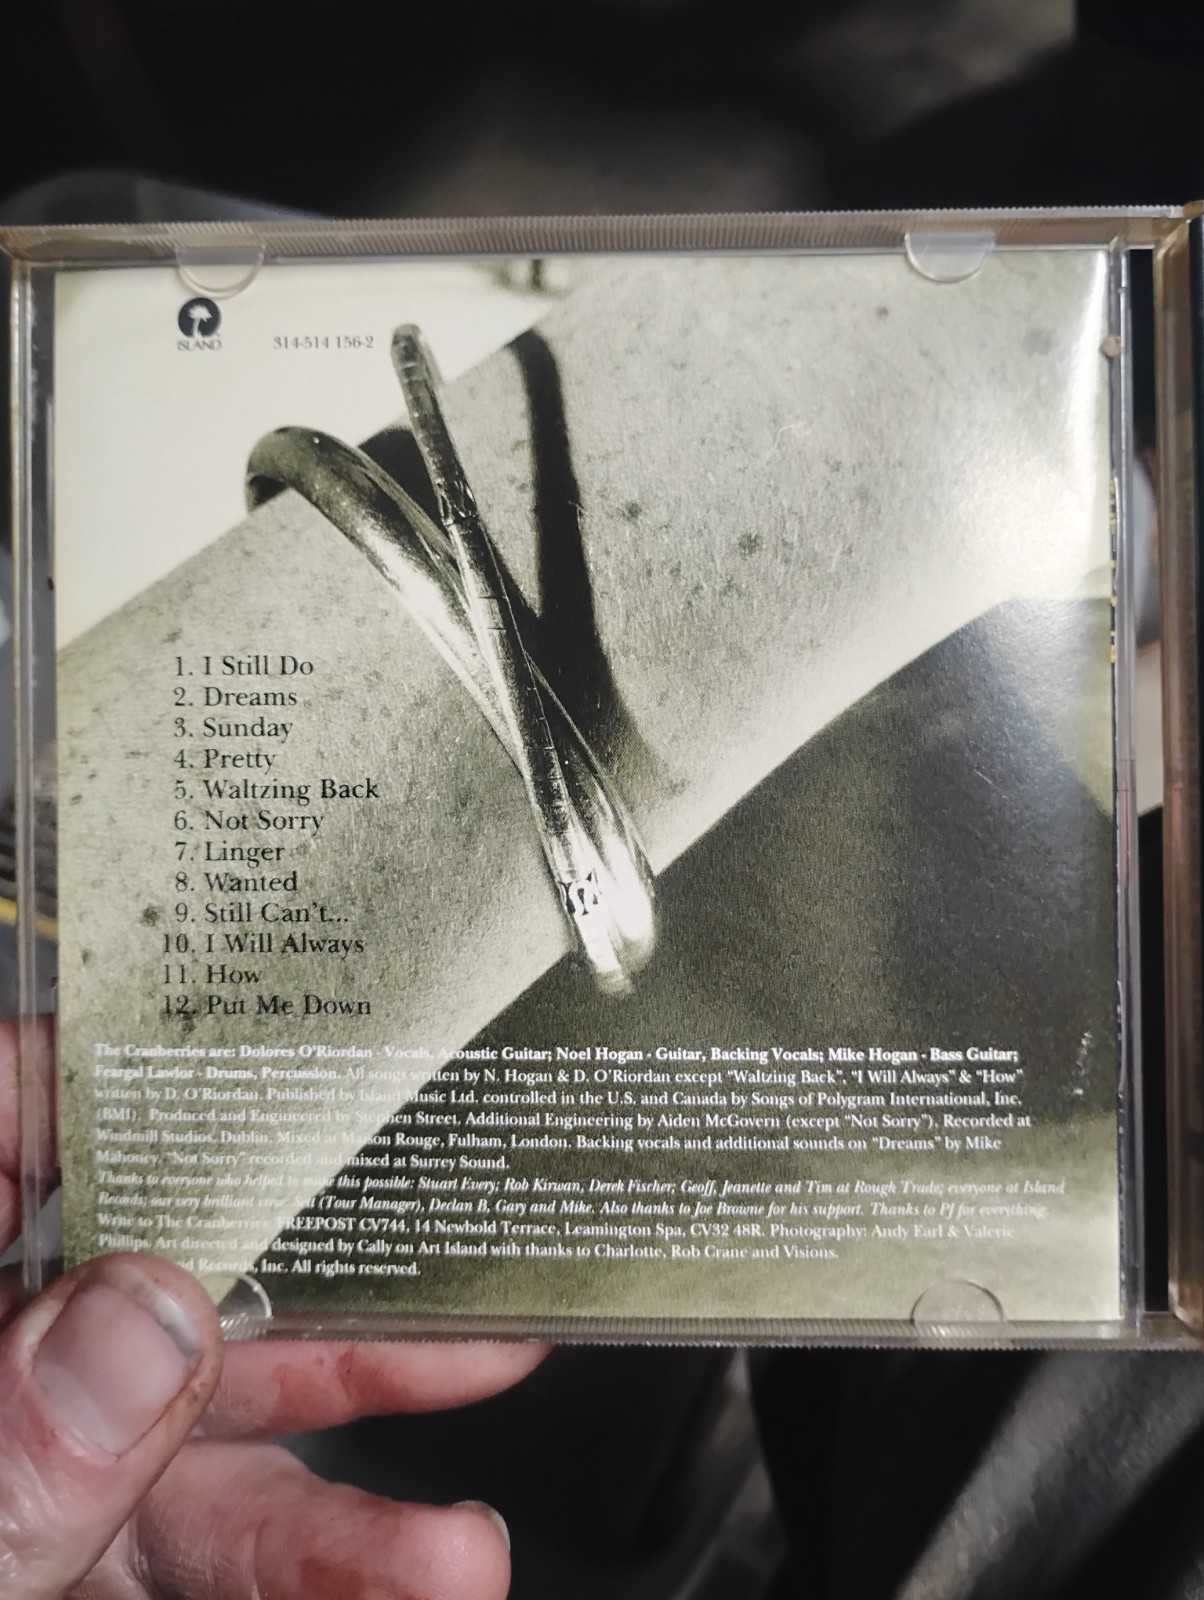 ISLAND
314-514 156-2
1. I Still Do
2. Dreams
3. Sunday
4. Pretty
5. Waltzing Back
6. Not Sorry
7. Linger
8. Wanted
9. Still Can't...
10. I Will Always
11. How
12. Put Me Down
The Cranberries are: Dolores O'Riordan - Vocals, Acoustic Guitar; Noel Hogan - Guitar, Backing Vocals; Mike Hogan - Bass Guitar;
Feargal Lawlor - Drums, Percussion. All songs written by N. Hogan & D. O'Riordan except "Waltzing Back", "I Will Always" & "How"
written by D. O'Riordan. Published by Island Music Ltd. controlled in the U.S. and Canada by Songs of Polygram International, Inc.
(BMI). Produced and Engineered by Stephen Street. Additional Engineering by Aiden McGovern (except "Not Sorry"). Recorded at
Windmill Studios, Dublin. Mixed at Maison Rouge, Fulham, London. Backing vocals and additional sounds on "Dreams" by Mike
Mahoney. "Not Sorry" recorded and mixed at Surrey Sound.
Thanks to everyone who helped to make this possible: Stuart Every; Rob Kirwan, Derek Fischer; Geoff, Jeanette and Tim at Rough Trade; everyone at Island
Records; our very brilliant crew: (Tour Manager), Declan B, Gary and Mike. Also thanks to Joe Browne for his support. Thanks to PJ for everything.
Write to The Cranberries: FREEPOST CV744, 14 Newbold Terrace, Leamington Spa, CV32 48R. Photography: Andy Earl & Valerie
Phillips. Art directed and designed by Cally on Art Island with thanks to Charlotte, Rob Crane and Visions.
Records, Inc. All rights reserved.